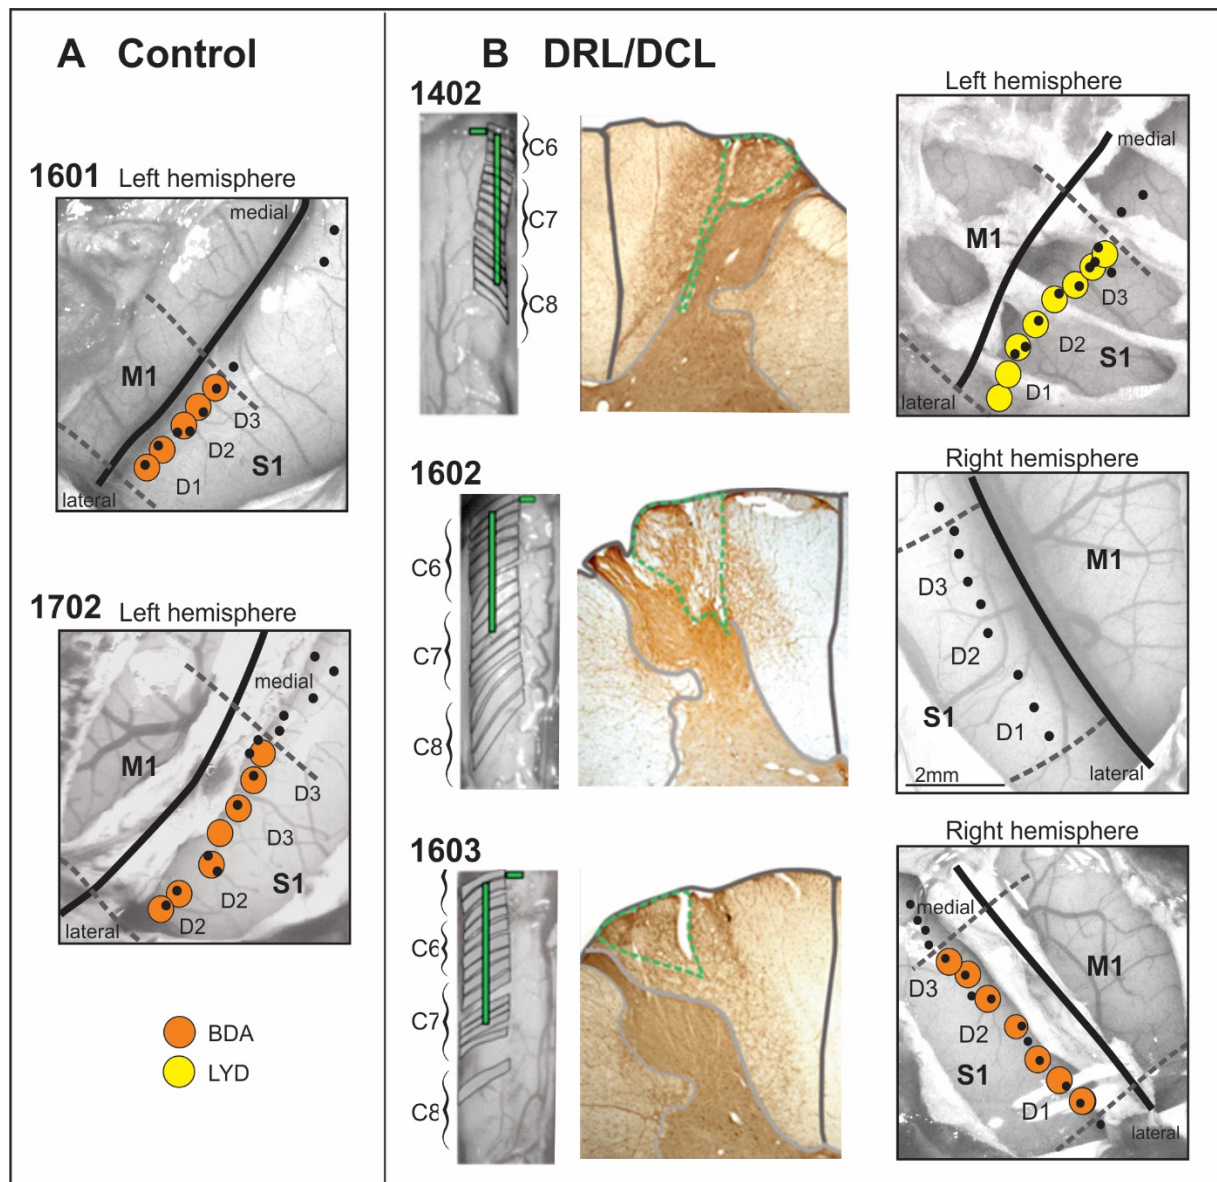 A Control
1601 Left hemisphere
medial
M1
D3
D2
S1
D1
lateral
1702 Left hemisphere
medial
M1
D3
D3
S1
D2
D2
lateral
BDA
LYD
B DRL/DCL
1402
C6
C7
C8
Left hemisphere
medial
M1
D3
D2
S1
D1
lateral
1602
C6
C7
C8
Right hemisphere
M1
D3
D2
S1
D1
lateral
2mm
1603
C6
C7
C8
Right hemisphere
medial
M1
D3
D2
S1
D1
lateral